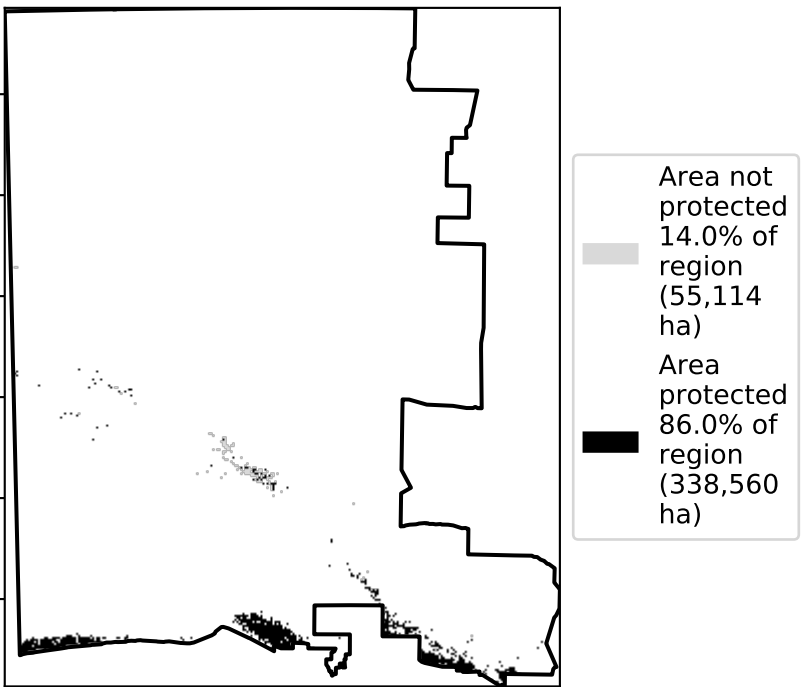 Area not
protected
14.0% of
region
(55,114
ha)
Area
protected
86.0% of
region
(338,560
ha)